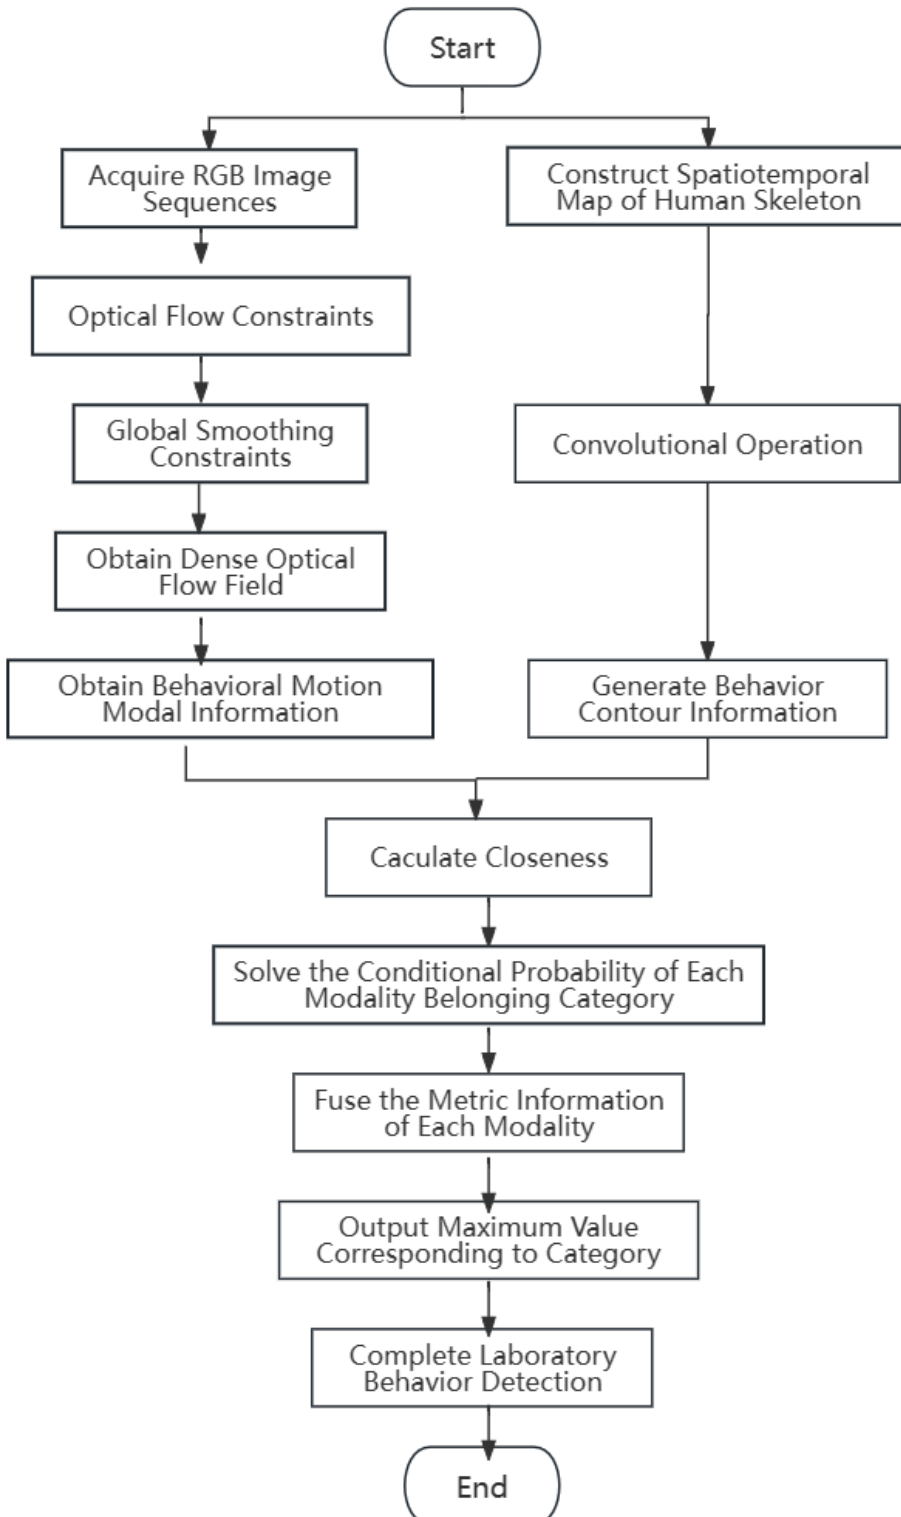 Start
Acquire RGB Image
Sequences
Construct Spatiotemporal
Map of Human Skeleton
Optical Flow Constraints
Global Smoothing
Constraints
Convolutional Operation
Obtain Dense Optical
Flow Field
Obtain Behavioral Motion
Modal Information
Generate Behavior
Contour Information
Caculate Closeness
Solve the Conditional Probability of Each
Modality Belonging Category
Fuse the Metric Information
of Each Modality
Output Maximum Value
Corresponding to Category
Complete Laboratory
Behavior Detection
End